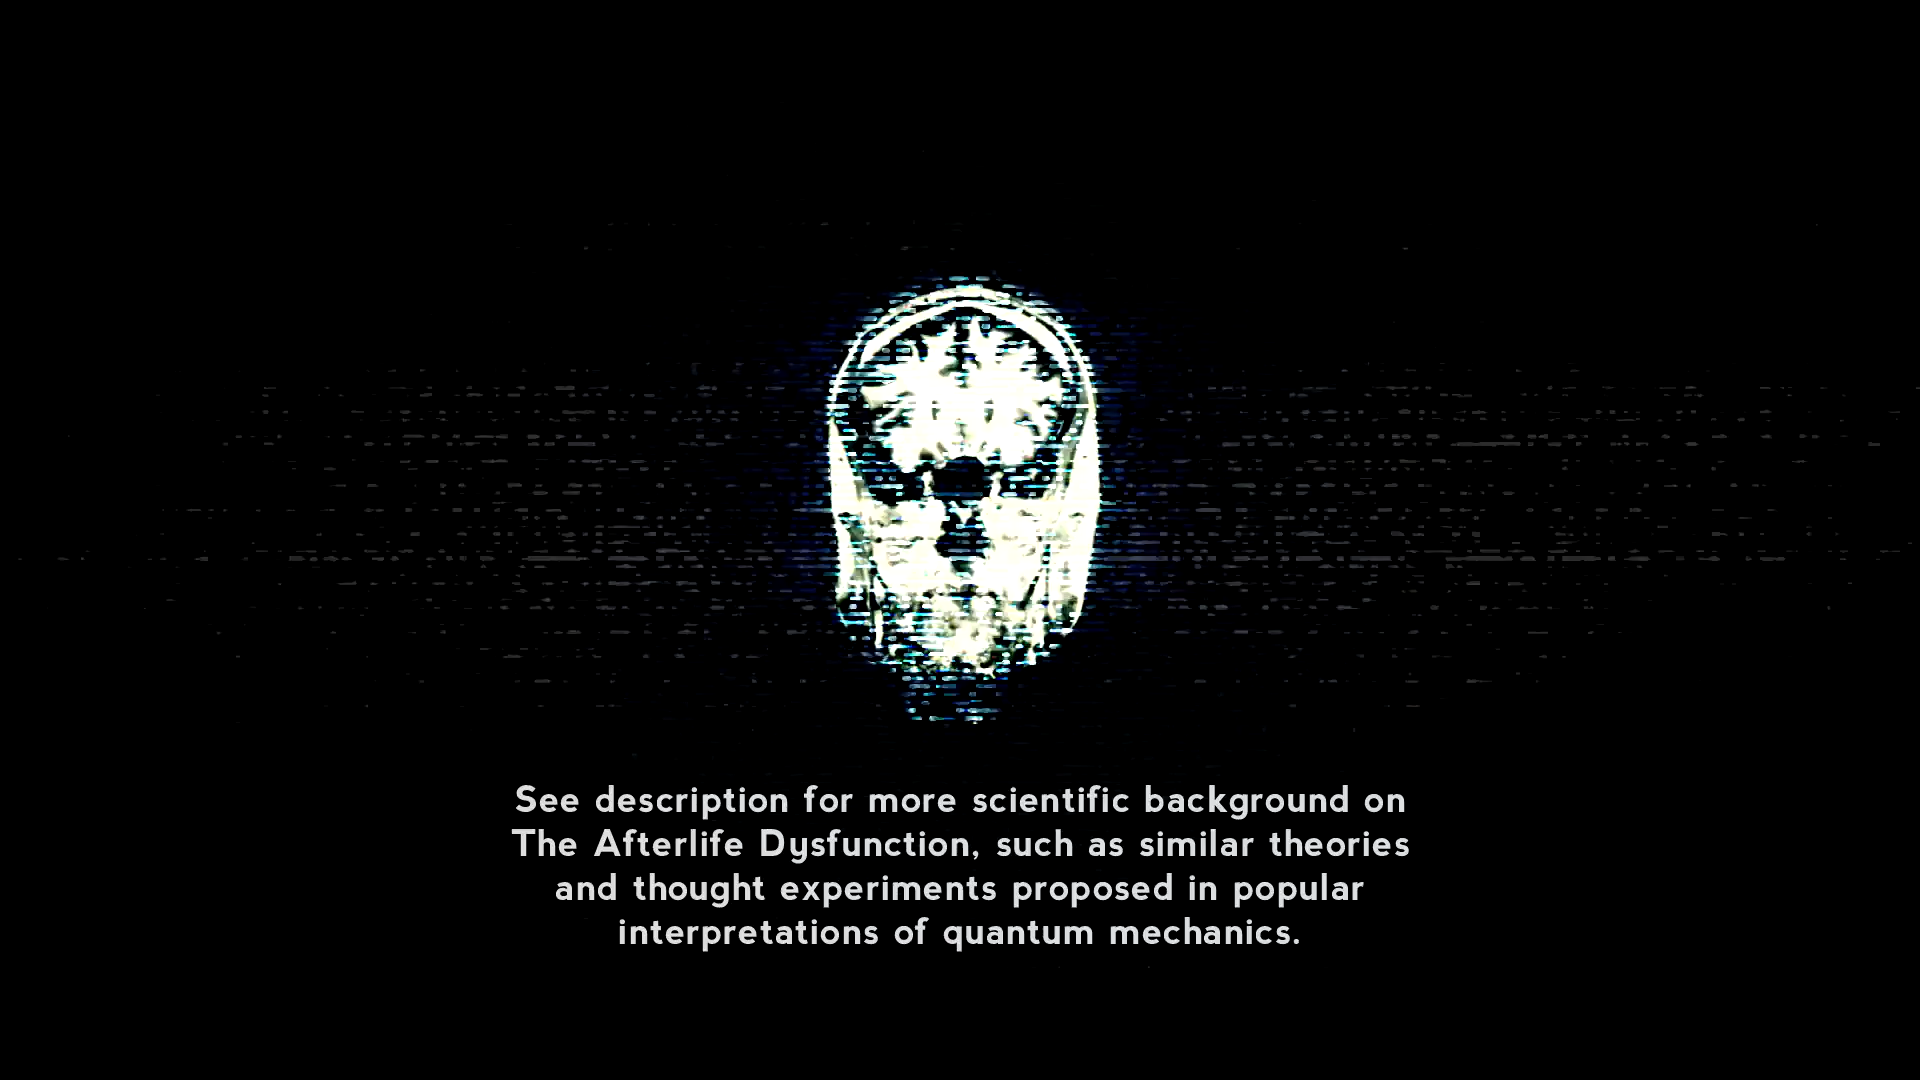 See description for more scientific background on
The Afterlife Dysfunction, such as similar theories
and thought experiments proposed in popular
interpretations of quantum mechanics.